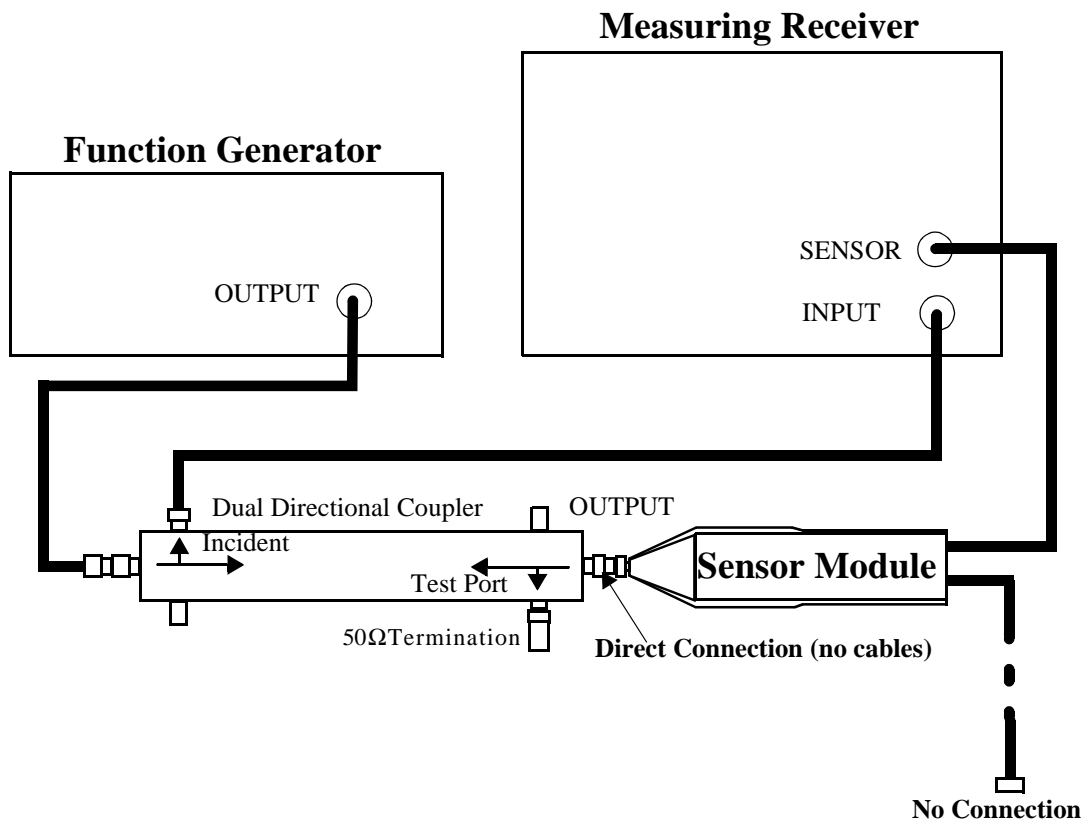 Measuring Receiver
Function Generator
SENSOR
OUTPUT
INPUT
Dual Directional Coupler
OUTPUT
Incident
Sensor Module
Test Port
50ΩTermination
Direct Connection (no cables)
No Connection